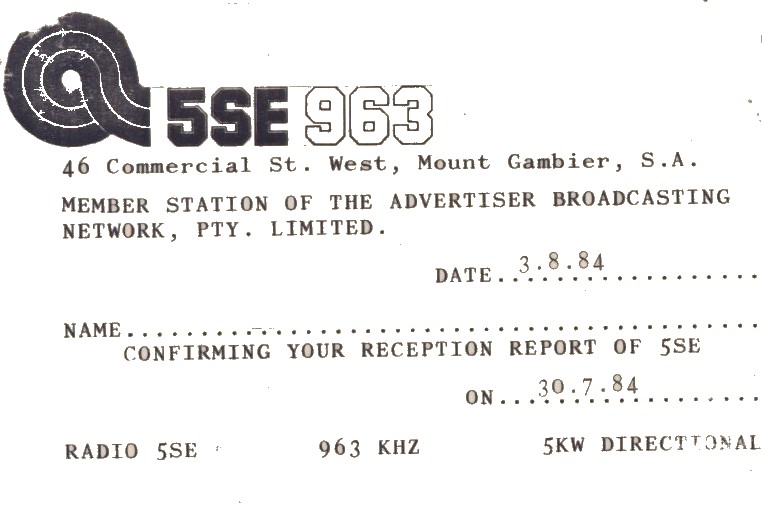 5SE 963
46 Commercial St. West, Mount Gambier, S.A.
MEMBER STATION OF THE ADVERTISER BROADCASTING
NETWORK, PTY. LIMITED.
DATE..3.8.84..................
NAME..............................................
CONFIRMING YOUR RECEPTION REPORT OF 5SE
ON...30.7.84..................
RADIO 5SE 963 KHZ 5KW DIRECTIONAL